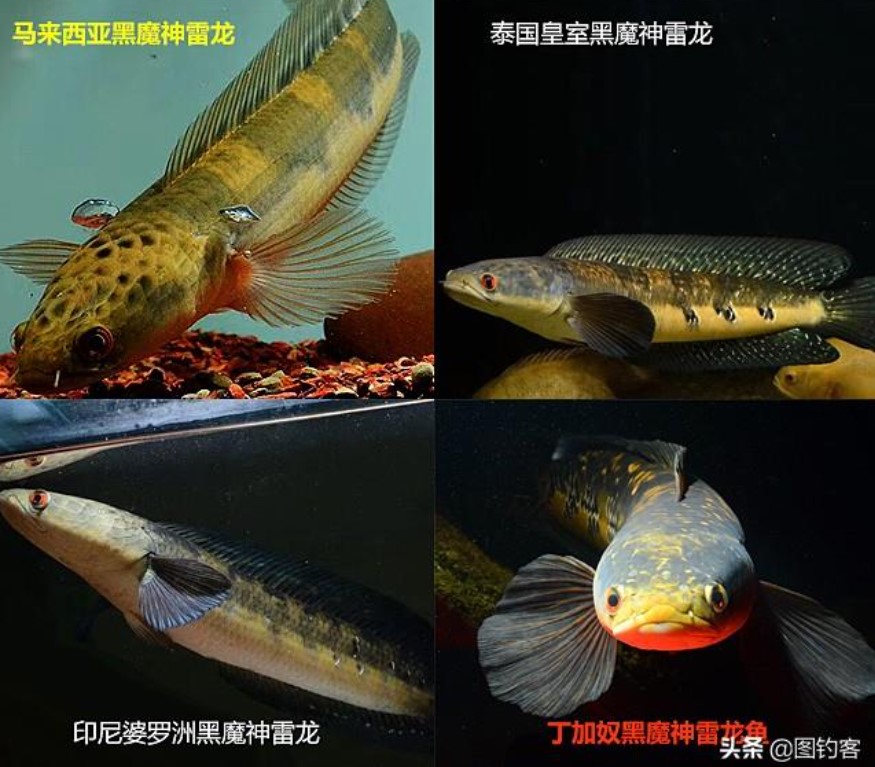 马来西亚黑魔神雷龙
泰国皇室黑魔神雷龙
印尼婆罗洲黑魔神雷龙
丁加奴黑魔神雷龙鱼
头条 @图钓客